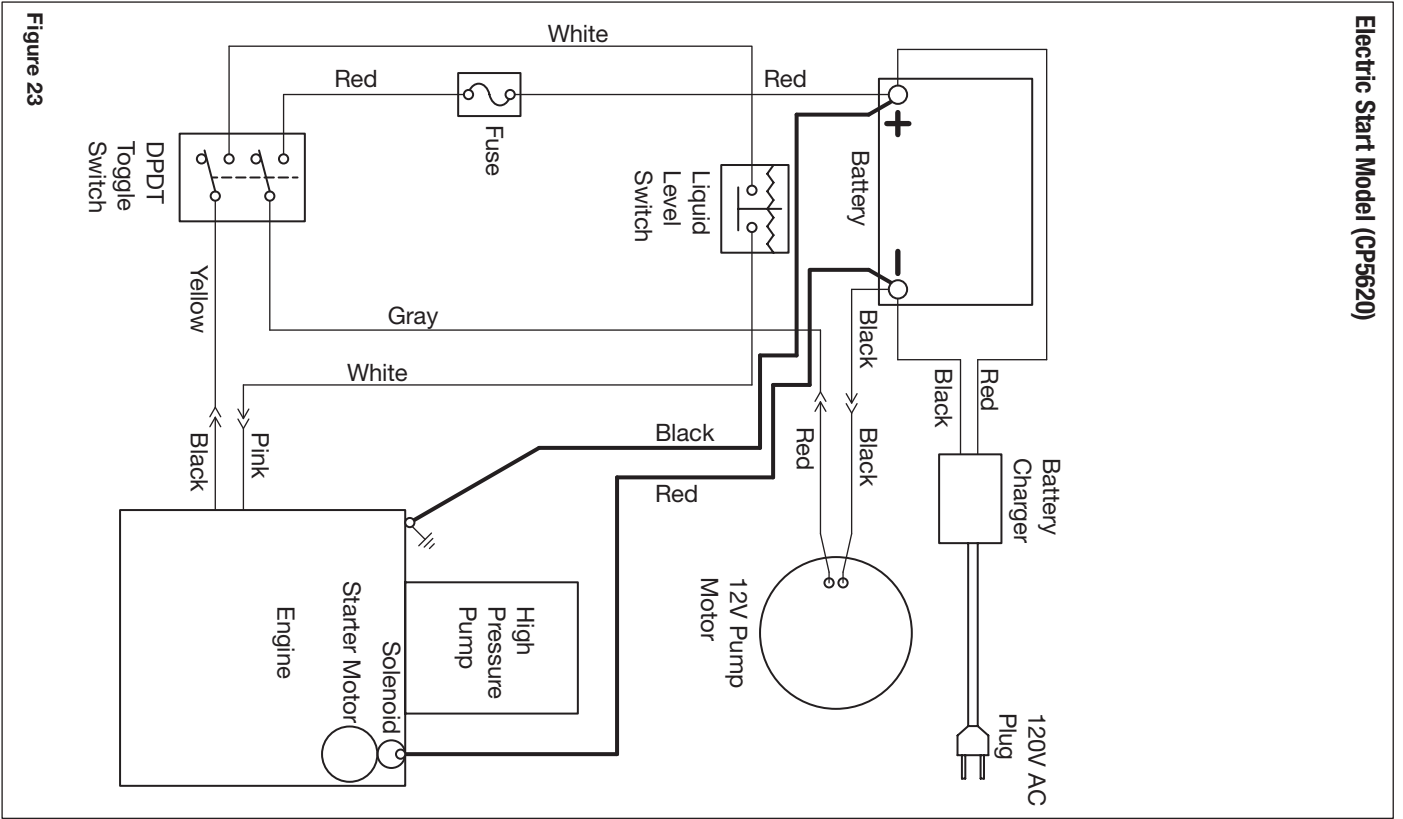 Electric Start Model (CP5620)
120V AC
Plug
Battery
Charger
Red
Black
Battery
+
−
Black
Black
Red
12V Pump
Motor
Red
White
Fuse
Red
Liquid
Level
Switch
DPDT
Toggle
Switch
Gray
White
Yellow
Black
Pink
Black
Red
High
Pressure
Pump
Solenoid
Starter Motor
Engine
Figure 23